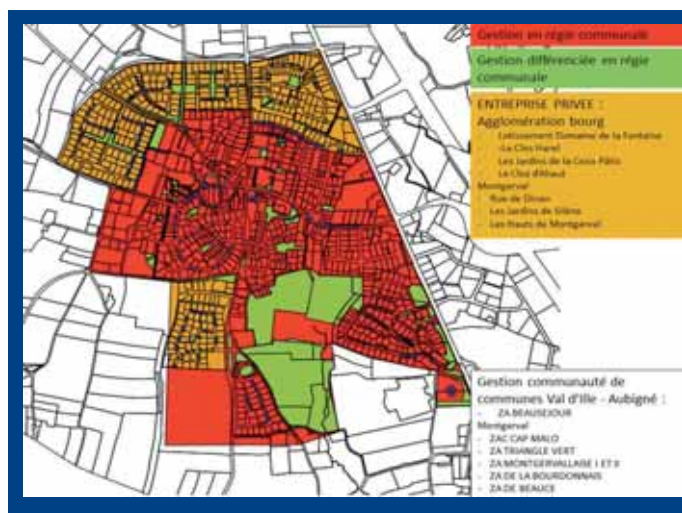 Gestion en régie communale
Gestion différenciée en régie
communale
ENTREPRISE PRIVEE :
Agglomération bourg
Lotissement Domaine de la Fontaine
-Le Clos Harel
Les Jardins de la Croix Pâtis
Le Clos d'Ahaut
Montgerval
- Rue de Dinan
Les Jardins de Silène
- Les Hauts de Montgerval
Gestion communauté de
communes Val d'Ille - Aubigné :
- ZA BEAUSEJOUR
Montgerval
- ZAC CAP MALO
- ZA TRIANGLE VERT
- ZA MONTGERVALLAISE I ET II
- ZA DE LA BOURDONNAIS
- ZA DE BEAUCE